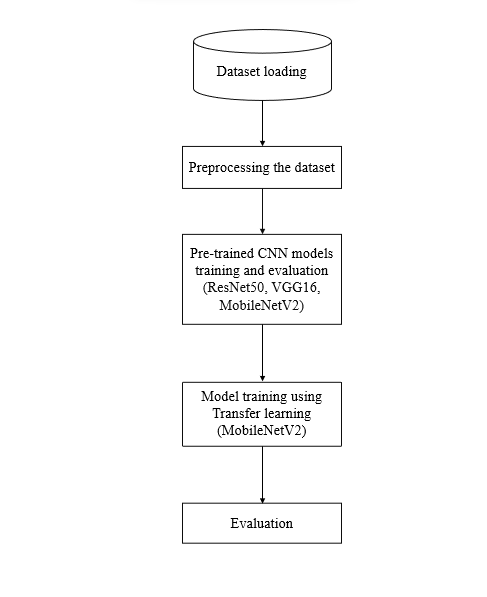 Dataset loading
Preprocessing the dataset
Pre-trained CNN models
training and evaluation
(ResNet50, VGG16,
MobileNetV2)
Model training using
Transfer learning
(MobileNetV2)
Evaluation